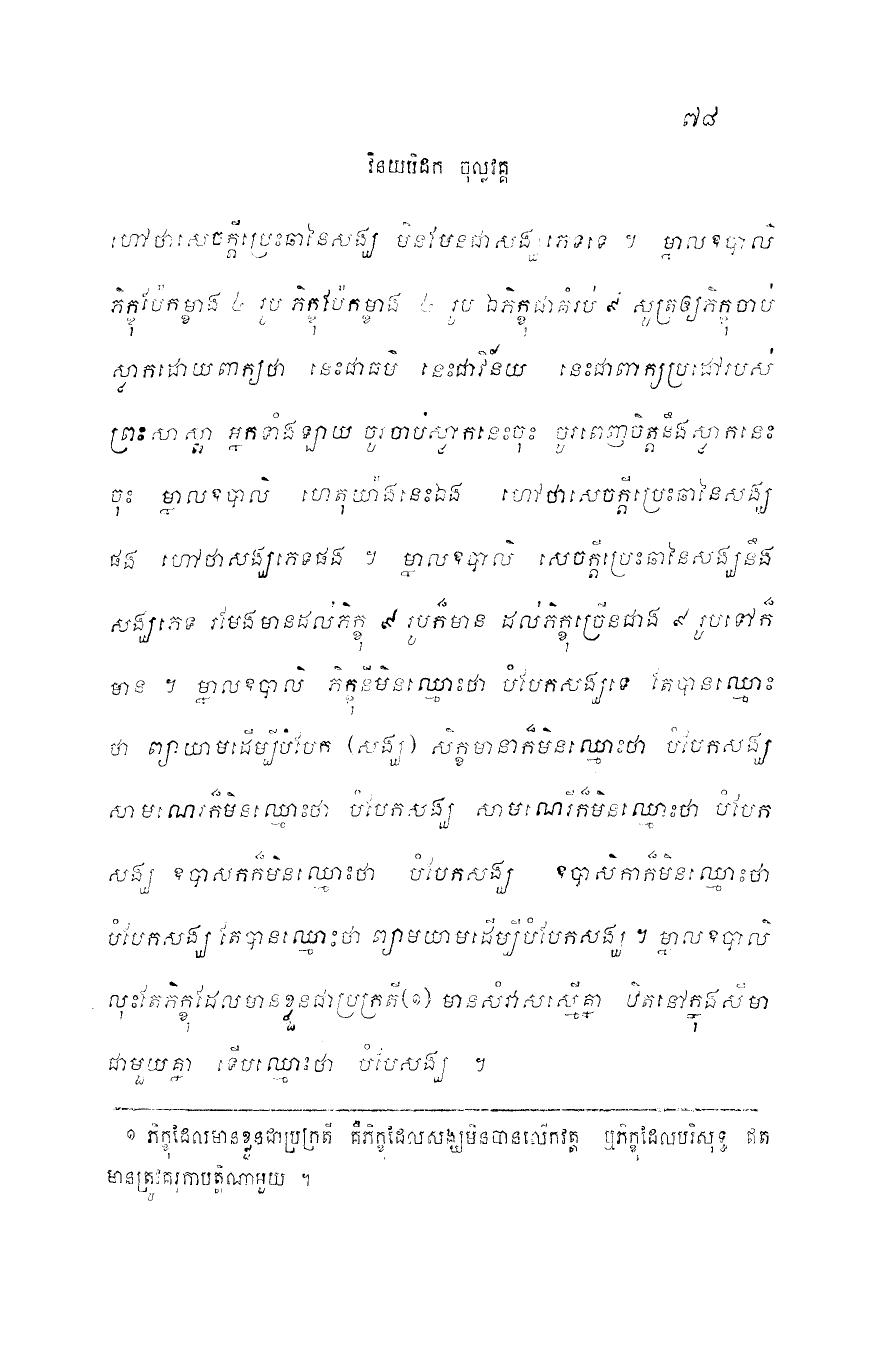 ៧៨
វិនយបិដក ចុល្លវគ្គ
ហៅថាសេចក្តីប្រេះឆានៃសង្ឃ មិនមែនជាសង្ឃភេទទេ ។ ម្នាលឧបាលិ
ភិក្ខុប៉ែកម្ខាង ៤ រូប ភិក្ខុប៉ែកម្ខាង ៤ រូប ឯភិក្ខុជាគំរប់ ៩ សូត្រឲ្យភិក្ខុចាប់
ស្លាកដោយពាក្យថា នេះជាធម៌ នេះជាវិន័យ នេះជាពាក្យប្រដៅរបស់
ព្រះសាស្តា អ្នកទាំងឡាយ ចូរចាប់ស្លាកនេះចុះ ចូរពេញចិត្តនឹងស្លាកនេះ
ចុះ ម្នាលឧបាលិ ហេតុយ៉ាងនេះឯង ហៅថាសេចក្តីប្រេះឆានៃសង្ឃ
ផង ហៅថាសង្ឃភេទផង ។ ម្នាលឧបាលិ សេចក្តីប្រេះឆានៃសង្ឃនឹង
សង្ឃភេទ រមែងមានដល់ភិក្ខុ ៩ រូបក៏មាន ដល់ភិក្ខុច្រើនជាង ៩ រូបទៅក៏
មាន ។ ម្នាលឧបាលិ ភិក្ខុនីមិនឈ្មោះថា បំបែកសង្ឃទេ តែបានឈ្មោះ
ថា ព្យាយាមដើម្បីបំបែក (សង្ឃ) សិក្ខមានាក៏មិនឈ្មោះថា បំបែកសង្ឃ
សាមណេរក៏មិនឈ្មោះថា បំបែកសង្ឃ សាមណេរីក៏មិនឈ្មោះថា បំបែក
សង្ឃ ឧបាសកក៏មិនឈ្មោះថា បំបែកសង្ឃ ឧបាសិកាក៏មិនឈ្មោះថា
បំបែកសង្ឃ តែបានឈ្មោះថា ព្យាមយាមដើម្បីបំបែកសង្ឃ ។ ម្នាលឧបាលិ
លុះតែភិក្ខុដែលមានខ្លួនជាប្រក្រតី(១) មានសំវាសស្មើគ្នា ឋិតនៅក្នុងសីមា
ជាមួយគ្នា ទើបឈ្មោះថា បំបែសង្ឃ ។
១ ភិក្ខុដែលមានខ្លួនជាប្រក្រតី គឺភិក្ខុដែលសង្ឃមិនបានលើកវត្ត ឬភិក្ខុដែលបរិសុទ្ធ ឥត
មានត្រូវគរុកាបត្តិណាមួយ ។